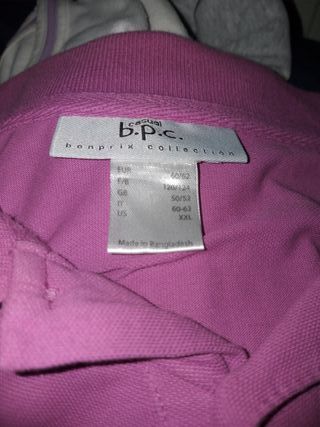 casual
b.p.c.
bonprix collection
EUR 60/62
F/B 120/124
GB 50/52
IT 60-62
US XXL
Made in Bangladesh